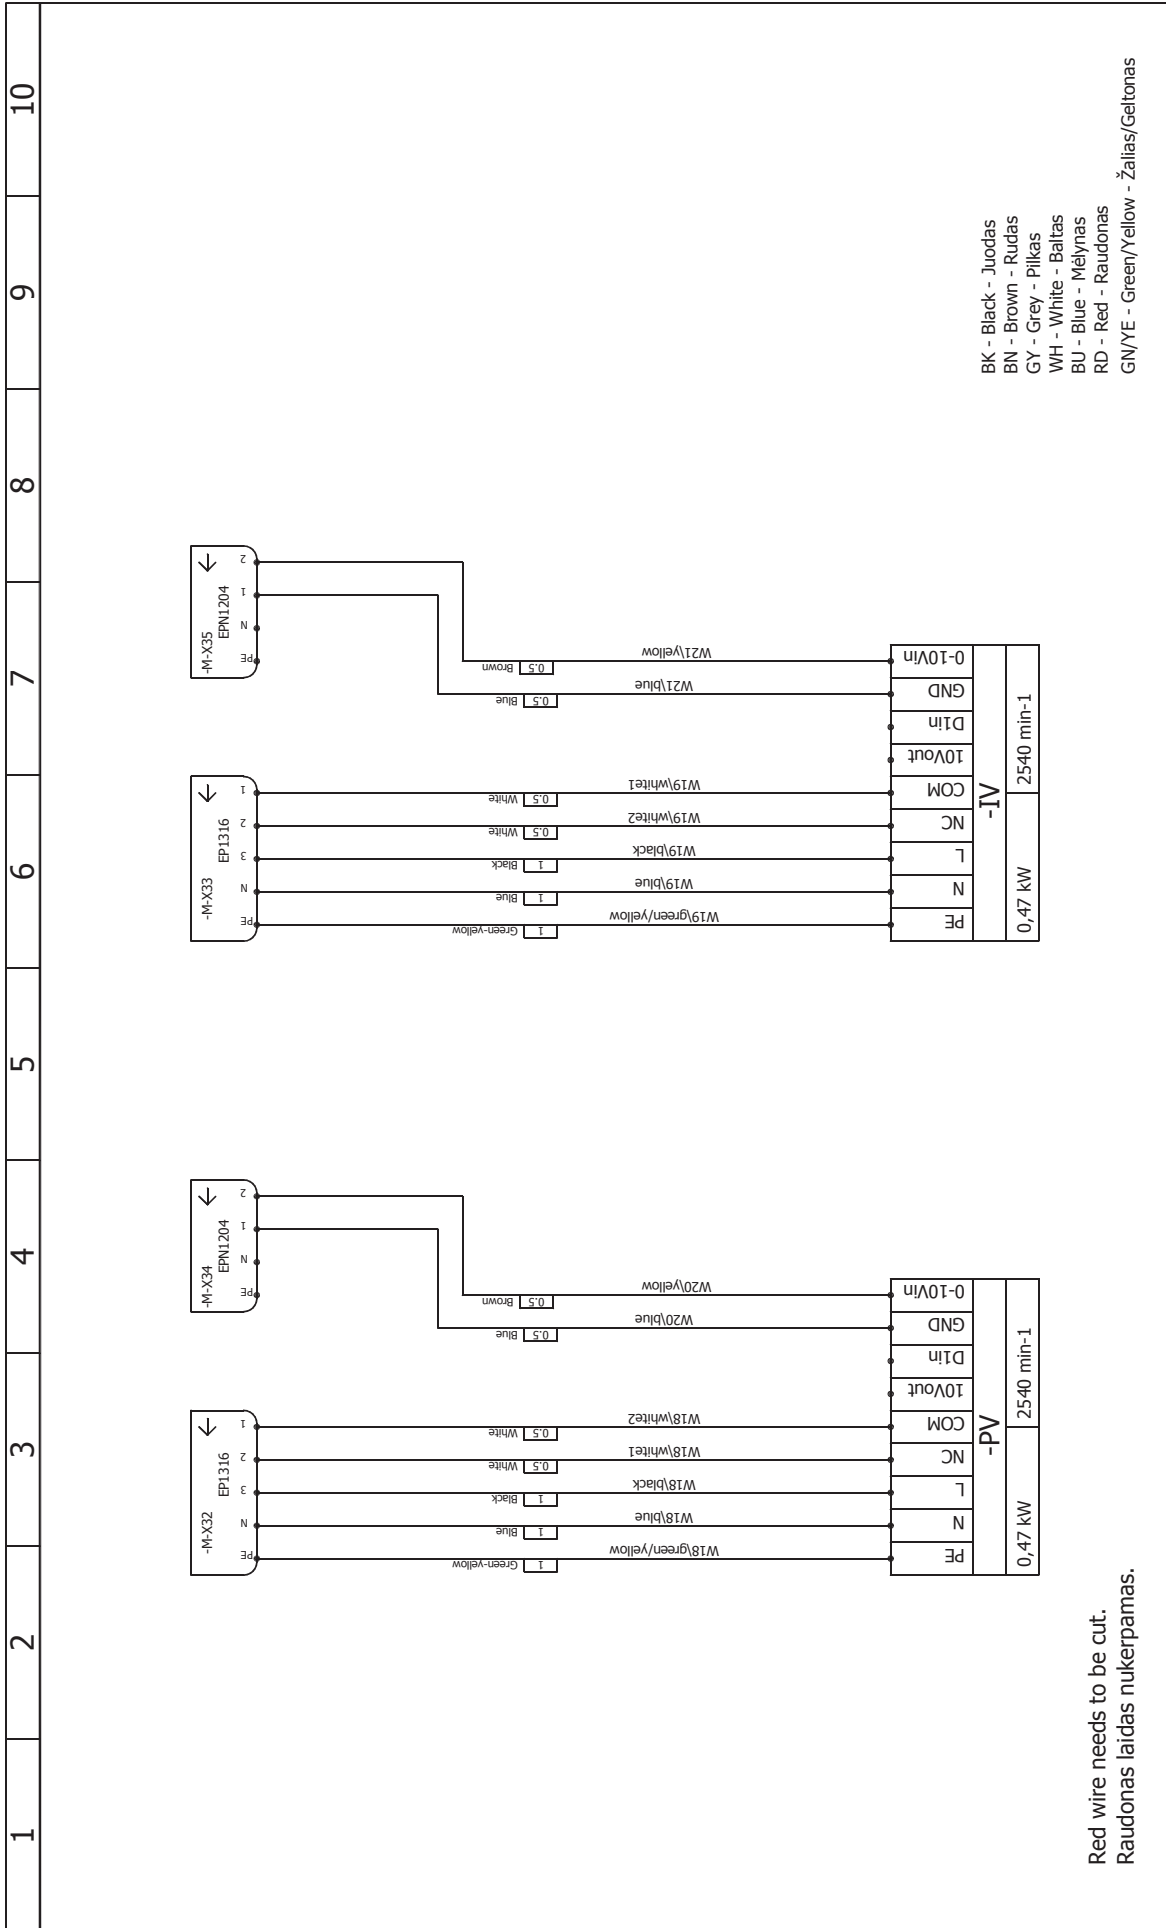 1
2
3
4
5
6
7
8
9
10
-M-X32
EP1316
PE
N
3
2
1
-M-X34
EPN1204
PE
N
1
2
-M-X33
EP1316
PE
N
3
2
1
-M-X35
EPN1204
PE
N
1
2
1 Green-yellow
1 Blue
1 Black
0.5 White
0.5 White
0.5 Blue
0.5 Brown
W18\green/yellow
W18\blue
W18\black
W18\white1
W18\white2
W20\blue
W20\yellow
PE
N
L
NC
COM
10Vout
D1in
GND
0-10Vin
-PV
0,47 kW
2540 min-1
1 Green-yellow
1 Blue
1 Black
0.5 White
0.5 White
0.5 Blue
0.5 Brown
W19\green/yellow
W19\blue
W19\black
W19\white2
W19\white1
W21\blue
W21\yellow
PE
N
L
NC
COM
10Vout
D1in
GND
0-10Vin
-IV
0,47 kW
2540 min-1
Red wire needs to be cut.
Raudonas laidas nukerpamas.
BK - Black - Juodas
BN - Brown - Rudas
GY - Grey - Pilkas
WH - White - Baltas
BU - Blue - Mėlynas
RD - Red - Raudonas
GN/YE - Green/Yellow - Žalias/Geltonas